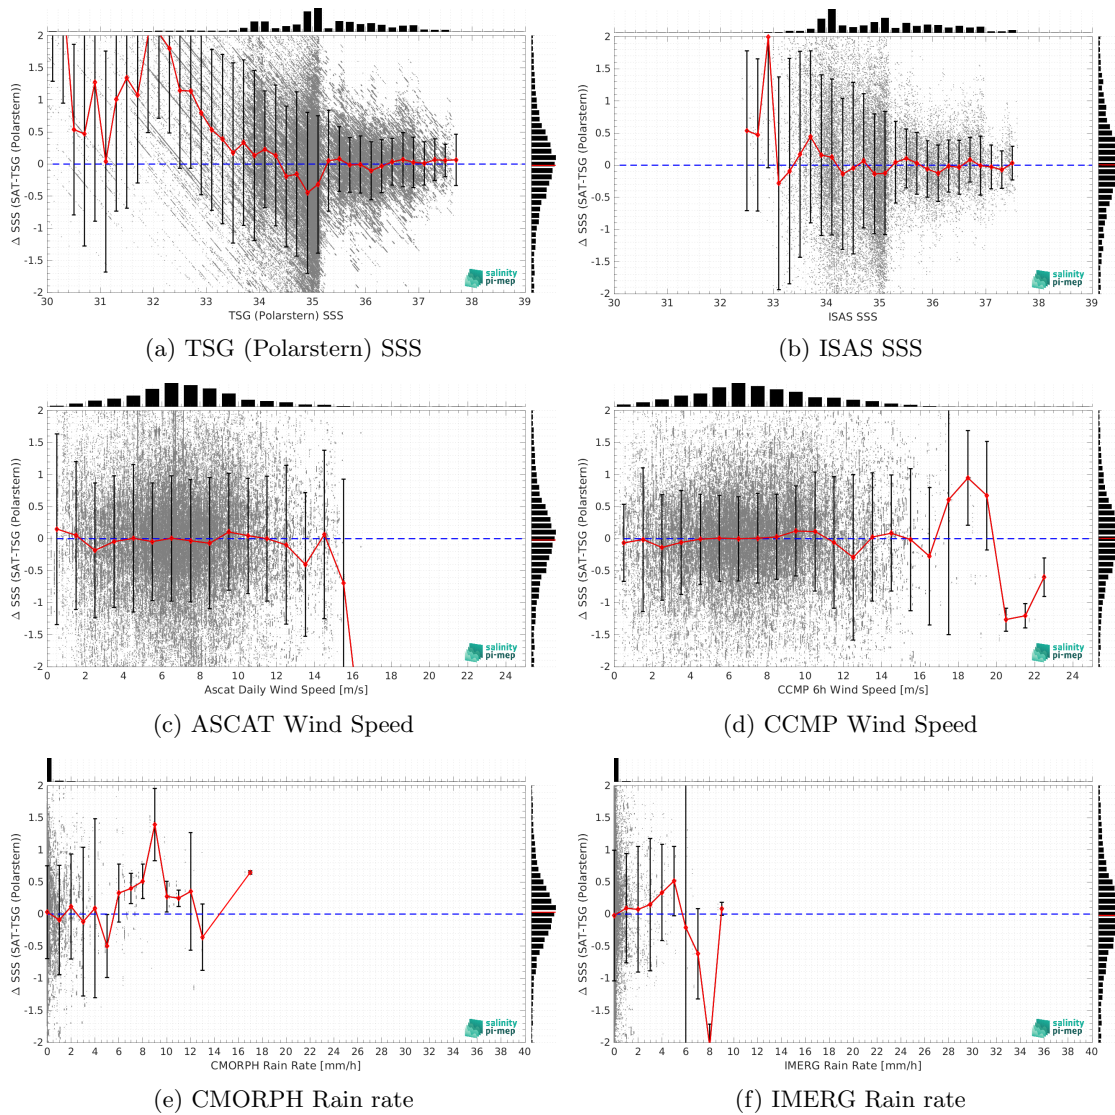 2
1.5
1
0.5
0
-0.5
-1
-1.5
-2
Δ SSS (SAT-TSG (Polarstern))
30 31 32 33 34 35 36 37 38 39
TSG (Polarstern) SSS
salinity
pi-mep
(a) TSG (Polarstern) SSS
2
1.5
1
0.5
0
-0.5
-1
-1.5
-2
Δ SSS (SAT-TSG (Polarstern))
30 30 32 33 34 35 36 37 38 39
ISAS SSS
salinity
pi-mep
(b) ISAS SSS
2
1.5
1
0.5
0
-0.5
-1
-1.5
-2
Δ SSS (SAT-TSG (Polarstern))
0 2 4 6 8 10 12 14 16 18 20 22 24
Ascat Daily Wind Speed [m/s]
salinity
pi-mep
(c) ASCAT Wind Speed
2
1.5
1
0.5
0
-0.5
-1
-1.5
-2
Δ SSS (SAT-TSG (Polarstern))
0 2 4 6 8 10 12 14 16 18 20 22 24
CCMP 6h Wind Speed [m/s]
salinity
pi-mep
(d) CCMP Wind Speed
2
1.5
1
0.5
0
-0.5
-1
-1.5
-2
Δ SSS (SAT-TSG (Polarstern))
0 2 4 6 8 10 12 14 16 18 20 22 24 26 28 30 32 34 36 38 40
CMORPH Rain Rate [mm/h]
salinity
pi-mep
(e) CMORPH Rain rate
2
1.5
1
0.5
0
-0.5
-1
-1.5
-2
Δ SSS (SAT-TSG (Polarstern))
0 2 4 6 8 10 12 14 16 18 20 22 24 26 28 30 32 34 36 38 40
IMERG Rain Rate [mm/h]
salinity
pi-mep
(f) IMERG Rain rate